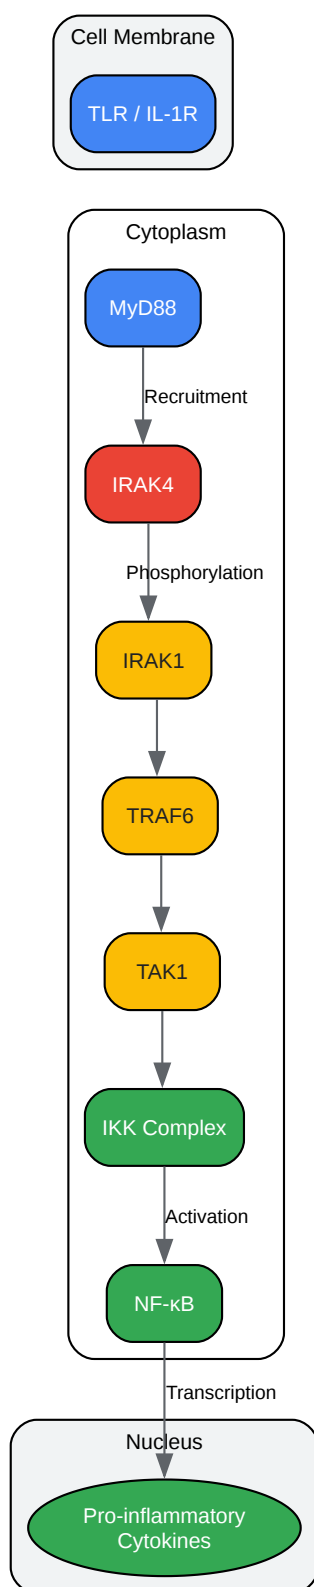 Cell Membrane
TLR / IL-1R
Cytoplasm
MyD88
Recruitment
IRAK4
Phosphorylation
IRAK1
TRAF6
TAK1
IKK Complex
Activation
NF-κB
Transcription
Nucleus
Pro-inflammatory
Cytokines